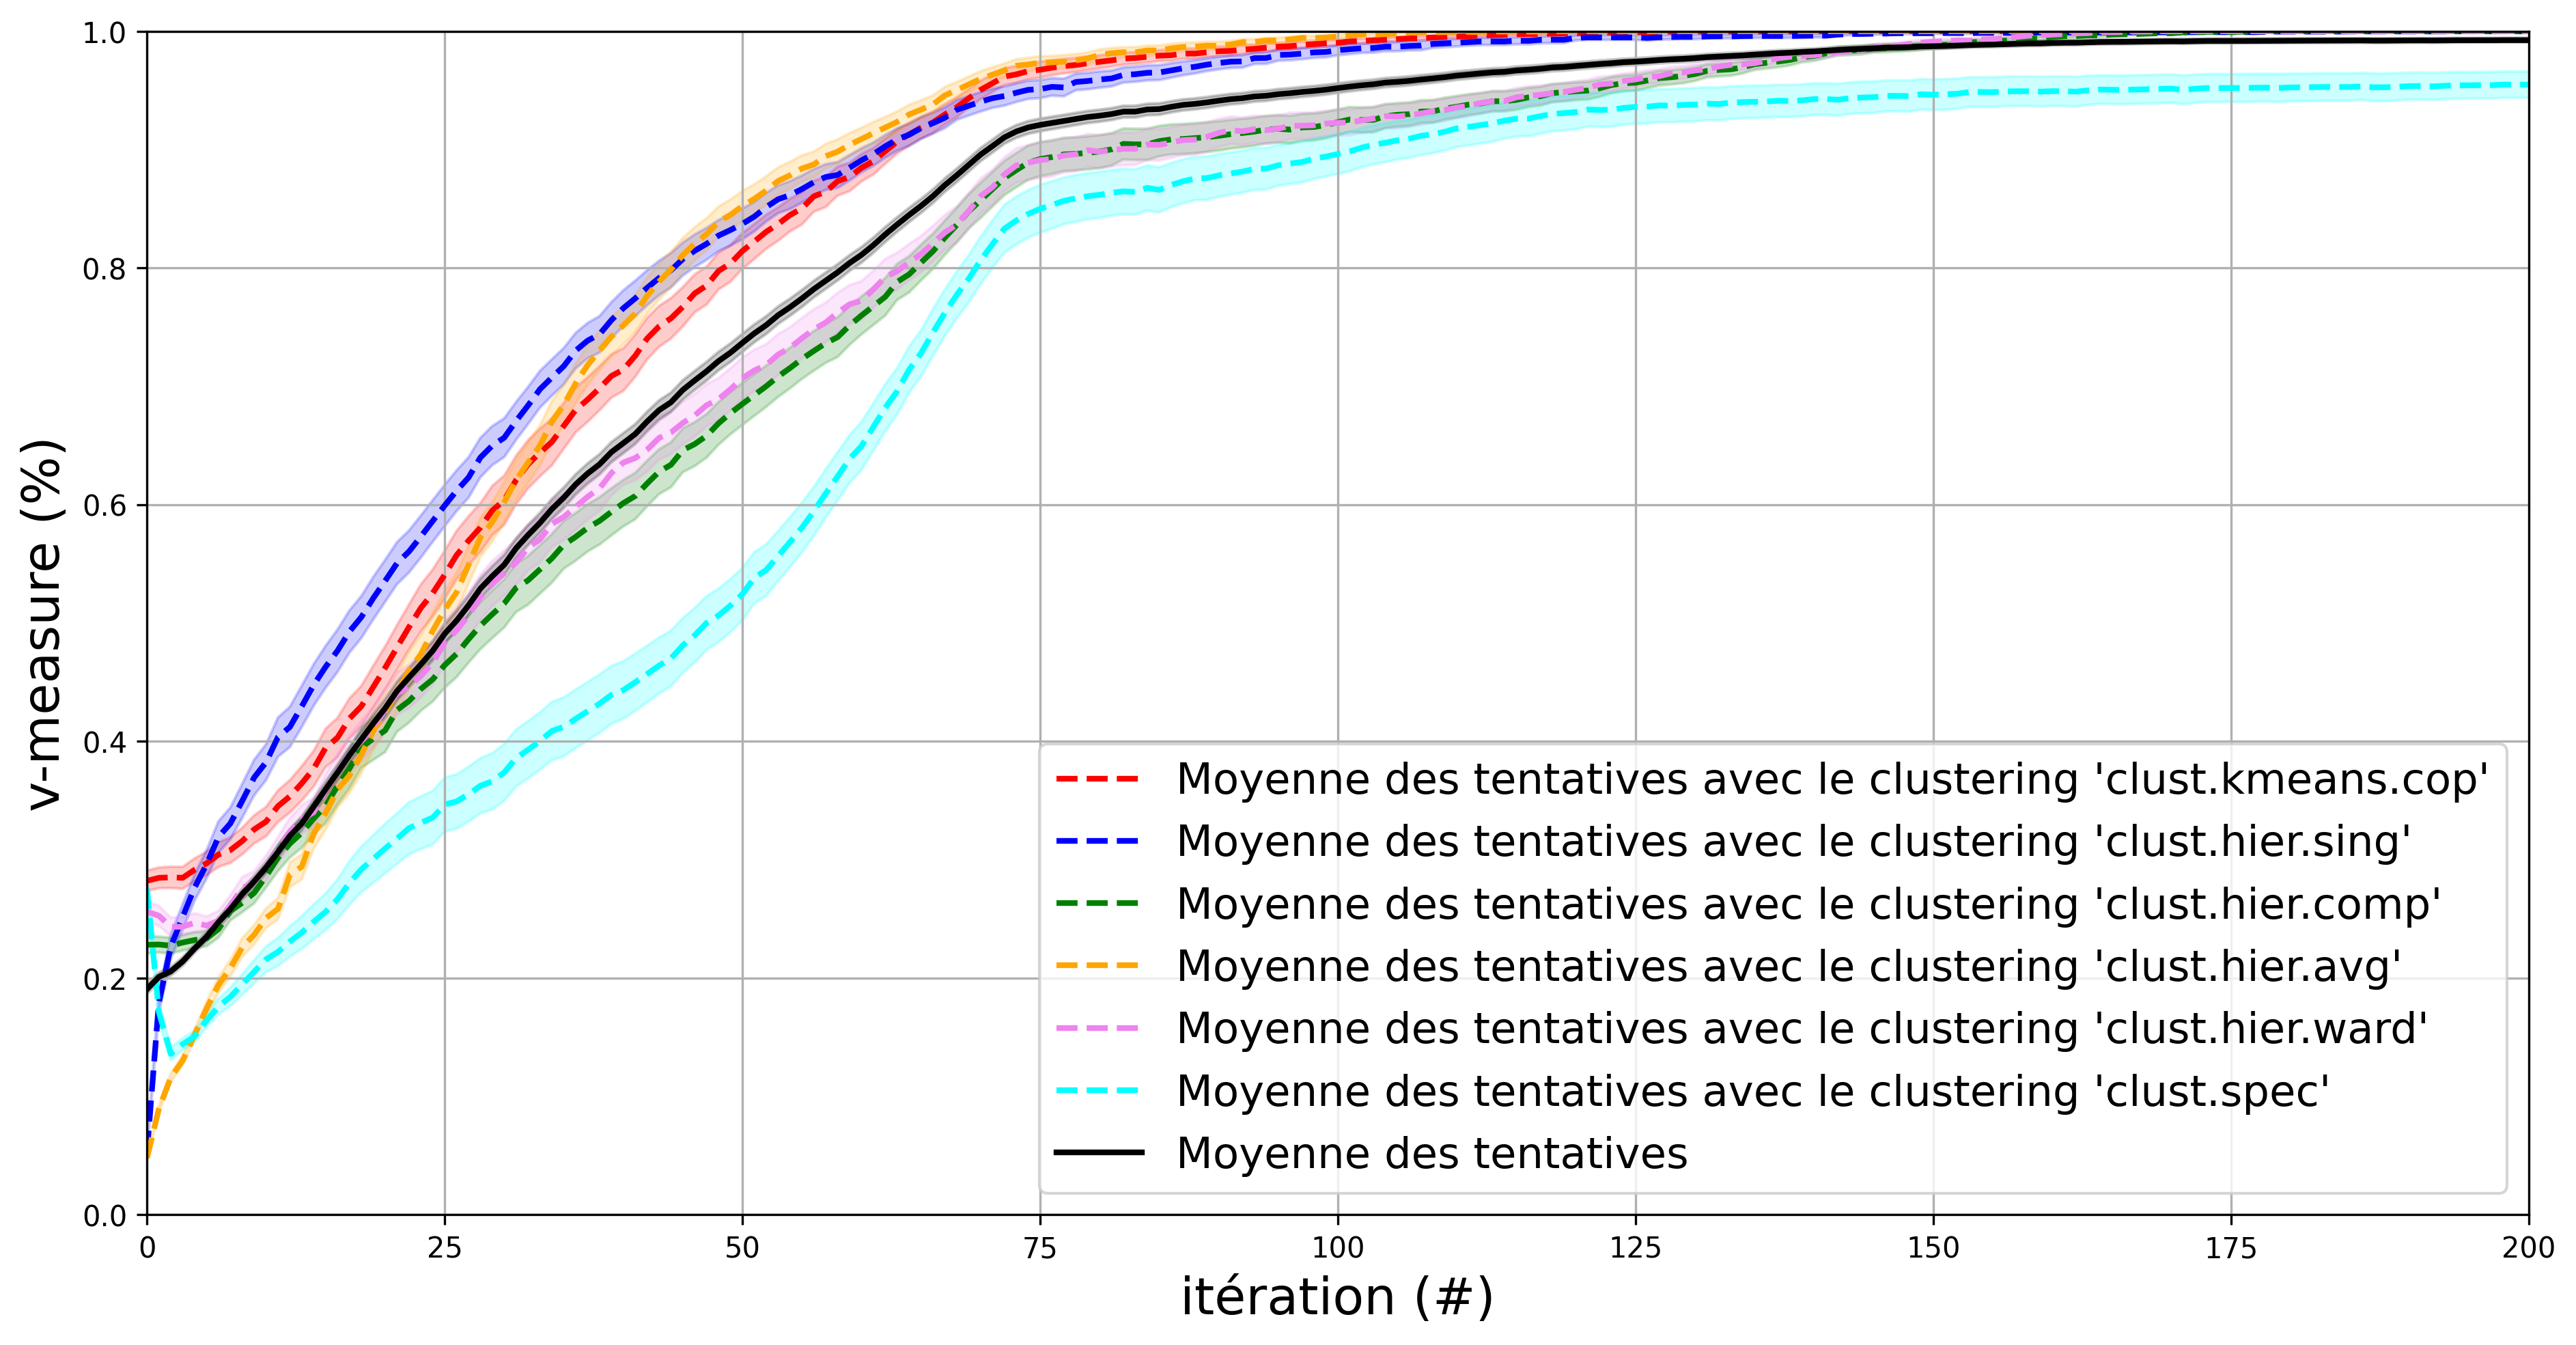 v-measure (%)
1.0
0.8
0.6
0.4
0.2
0.0
0 25 50 75 100 125 150 175 200
itération (#)
Moyenne des tentatives avec le clustering 'clust.kmeans.cop'
Moyenne des tentatives avec le clustering 'clust.hier.sing'
Moyenne des tentatives avec le clustering 'clust.hier.comp'
Moyenne des tentatives avec le clustering 'clust.hier.avg'
Moyenne des tentatives avec le clustering 'clust.hier.ward'
Moyenne des tentatives avec le clustering 'clust.spec'
Moyenne des tentatives